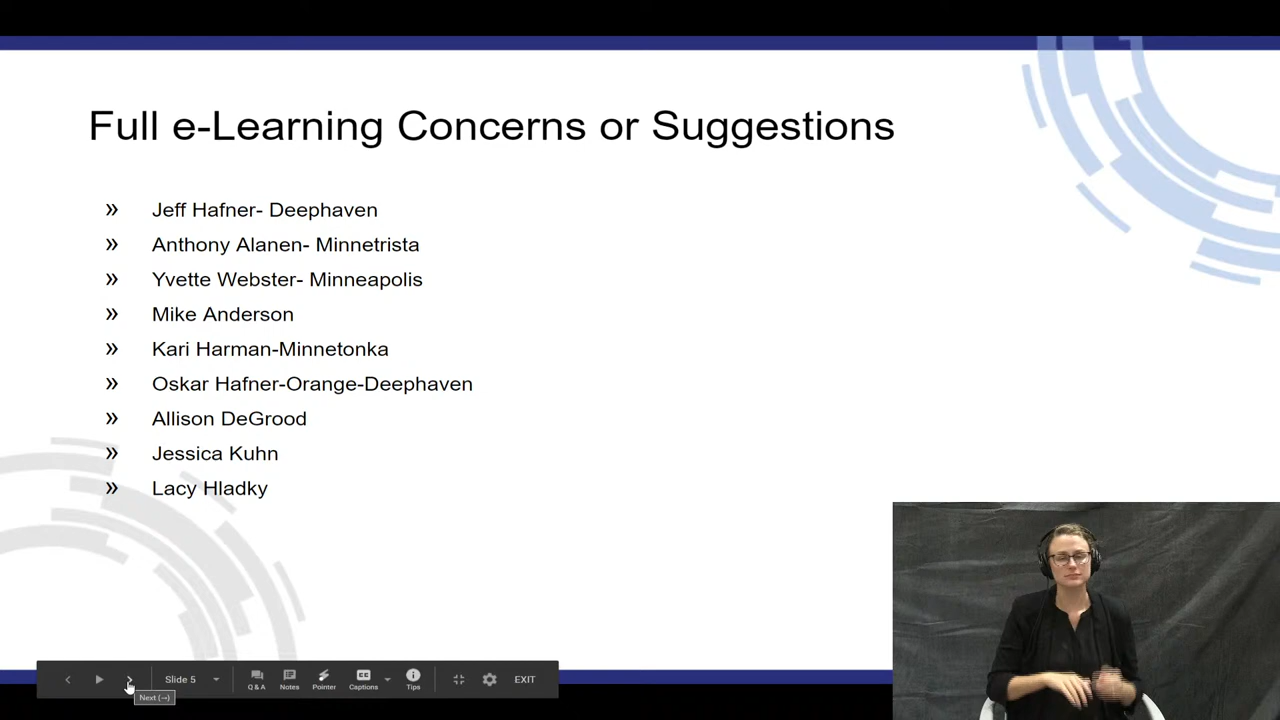 Full e-Learning Concerns or Suggestions
» Jeff Hafner- Deephaven
» Anthony Alanen- Minnetrista
» Yvette Webster- Minneapolis
» Mike Anderson
» Kari Harman-Minnetonka
» Oskar Hafner-Orange-Deephaven
» Allison DeGrood
» Jessica Kuhn
» Lacy Hladky
Slide 5
Q & A
Notes
Pointer
Captions
Tips
EXIT
Next (→)